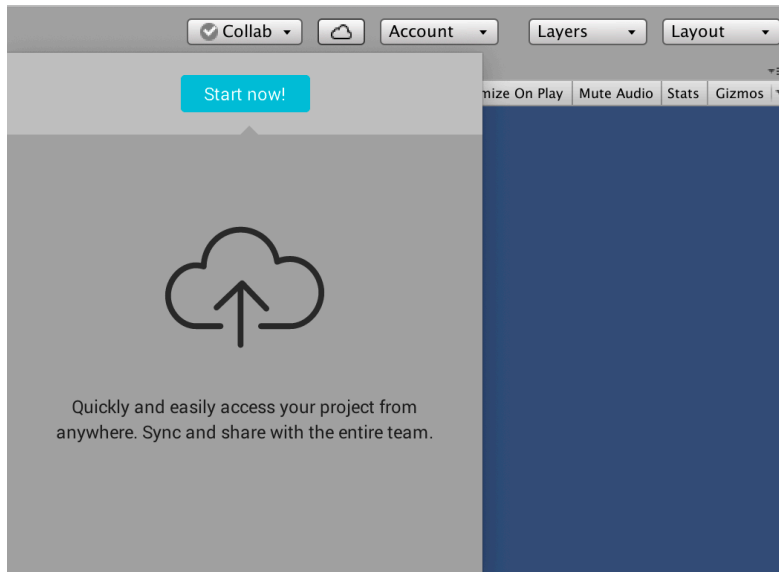 Collab
Account
Layers
Layout
Start now!
On Play
Mute Audio
Stats
Gizmos
Quickly and easily access your project from
anywhere. Sync and share with the entire team.